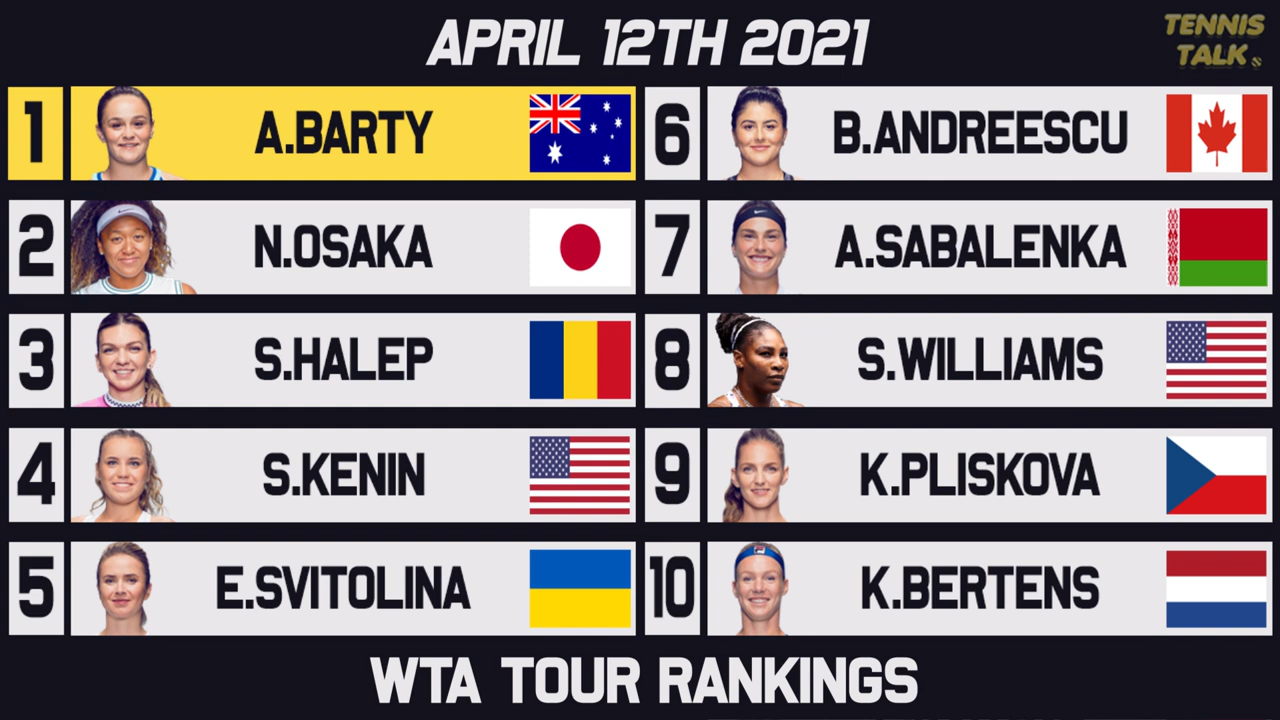 APRIL 12TH 2021
TENNIS
TALK
1 A.BARTY
2 N.OSAKA
3 S.HALEP
4 S.KENIN
5 E.SVITOLINA
6 B.ANDREESCU
7 A.SABALENKA
8 S.WILLIAMS
9 K.PLISKOVA
10 K.BERTENS
WTA TOUR RANKINGS